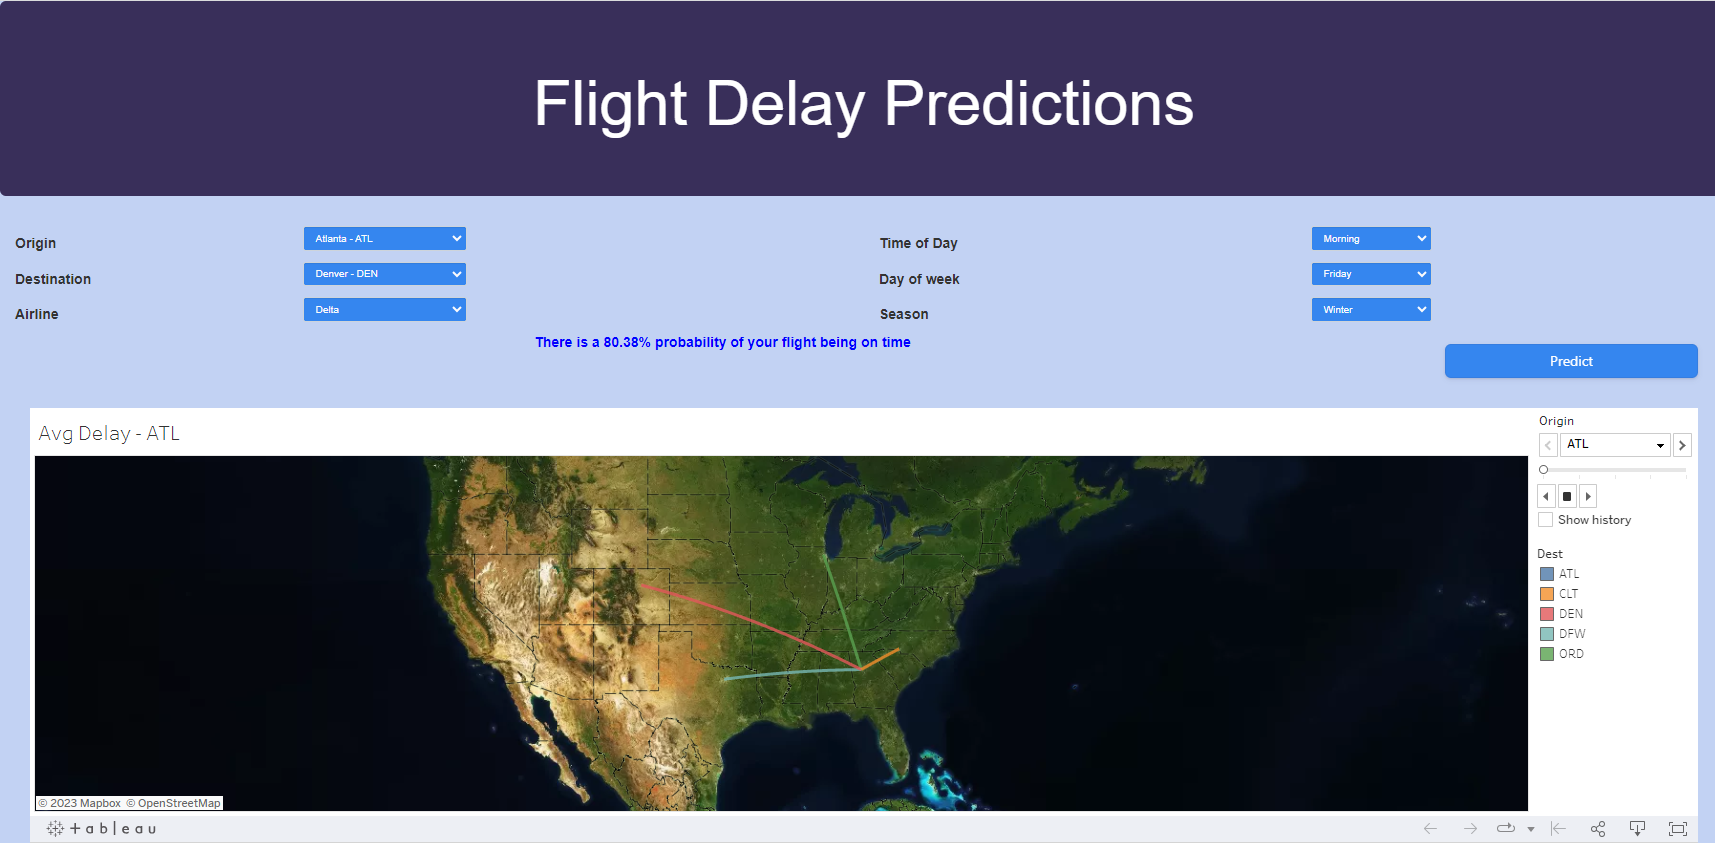 Flight Delay Predictions
Origin
Atlanta - ATL
Time of Day
Morning
Destination
Denver - DEN
Day of week
Friday
Airline
Delta
Season
Winter
There is a 80.38% probability of your flight being on time
Predict
Avg Delay - ATL
Origin
ATL
Show history
Dest
ATL
CLT
DEN
DFW
ORD
© 2023 Mapbox © OpenStreetMap
+ableau